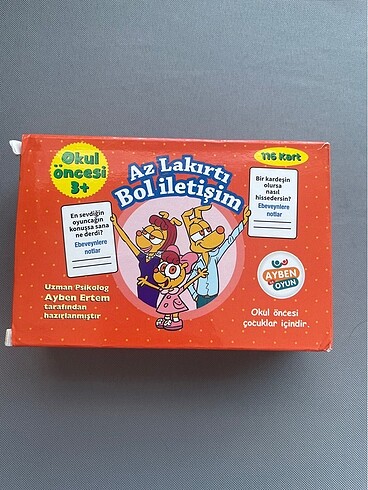 Okul
öncesi
3+
Az Lakırtı
Bol iletişim
116 Kart
En sevdiğin
oyuncağın
konuşsa sana
ne derdi?
Ebeveynlere
notlar
Bir kardeşin
olursa
nasıl
hissedersin?
Ebeveynlere
notlar
Uzman Psikolog
Ayben Ertem
tarafından
hazırlanmıştır
AYBEN
OYUN
Okul öncesi
çocuklar içindir.